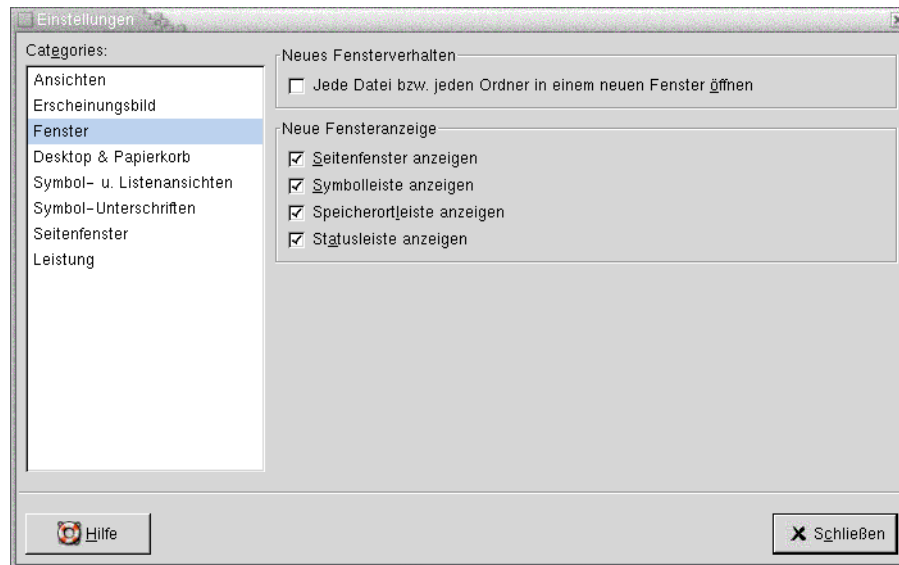 Einstellungen
Categories:
Ansichten
Erscheinungsbild
Fenster
Desktop & Papierkorb
Symbol- u. Listenansichten
Symbol-Unterschriften
Seitenfenster
Leistung
Neues Fensterverhalten
Jede Datei bzw. jeden Ordner in einem neuen Fenster öffnen
Neue Fensteranzeige
Seitenfenster anzeigen
Symbolleiste anzeigen
Speicherortleiste anzeigen
Statusleiste anzeigen
Hilfe
Schließen